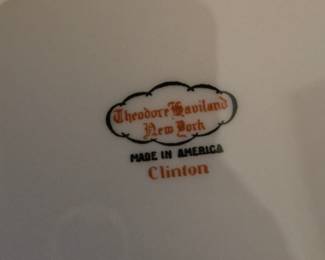 Theodore Haviland
New York
MADE IN AMERICA
Clinton